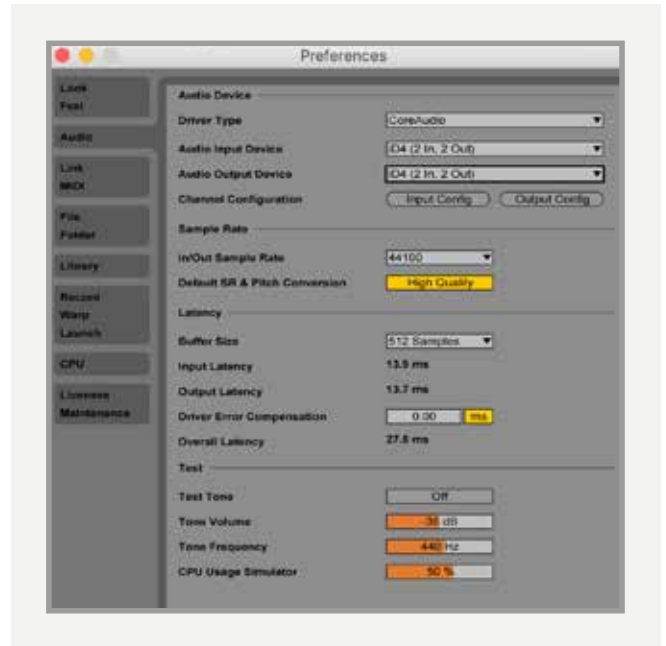 Preferences
Look
Feel
Audio
Link
MIDI
File
Folder
Library
Record
Warp
Launch
CPU
Licenses
Maintenance
Audio Device
Driver Type CoreAudio
Audio Input Device iD4 (2 In, 2 Out)
Audio Output Device iD4 (2 In, 2 Out)
Channel Configuration Input Config Output Config
Sample Rate
In/Out Sample Rate 44100
Default SR & Pitch Conversion High Quality
Latency
Buffer Size 512 Samples
Input Latency 13.9 ms
Output Latency 13.7 ms
Driver Error Compensation 0.00 ms
Overall Latency 27.6 ms
Test
Test Tone Off
Tone Volume -36 dB
Tone Frequency 440 Hz
CPU Usage Simulator 50 %